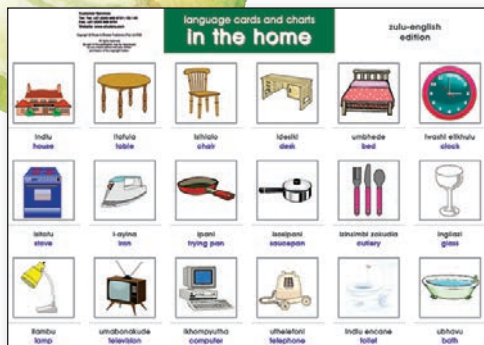 language cards and charts
in the home
zulu-english
edition
indlu
house
itafula
table
isihlalo
chair
idesiki
desk
umbhede
bed
iwashi elikhulu
clock
isitofu
stove
i-ayina
iron
ipani
frying pan
isosipani
saucepan
izinsimbi zokudla
cutlery
ingilasi
glass
ilambu
lamp
umabonakude
television
ikhompyutha
computer
uthelefoni
telephone
indlu encane
toilet
ubhavu
bath